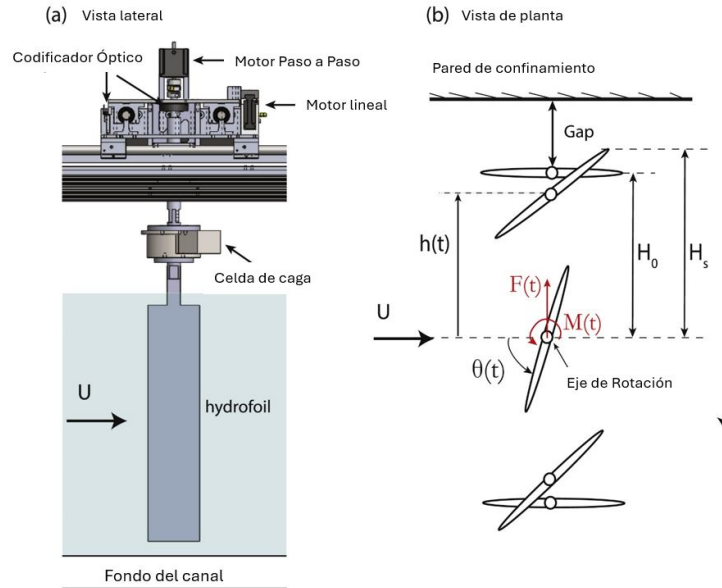 (a) Vista lateral
Codificador Óptico
Motor Paso a Paso
Motor lineal
Celda de caga
U
hydrofoil
Fondo del canal
(b) Vista de planta
Pared de confinamiento
Gap
h(t)
H₀
Hₛ
F(t)
U
M(t)
θ(t)
Eje de Rotación